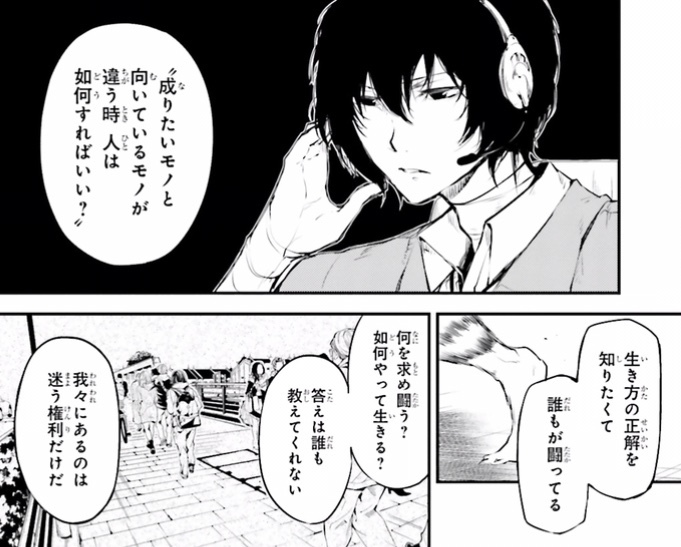 ”成りたいモノと
向いているモノが
違う時 人は
如何すればいい？”
生き方の正解を
知りたくて
誰もが闘ってる
何を求め闘う？
如何やって生きる？
答えは誰も
教えてくれない
我々にあるのは
迷う権利だけだ